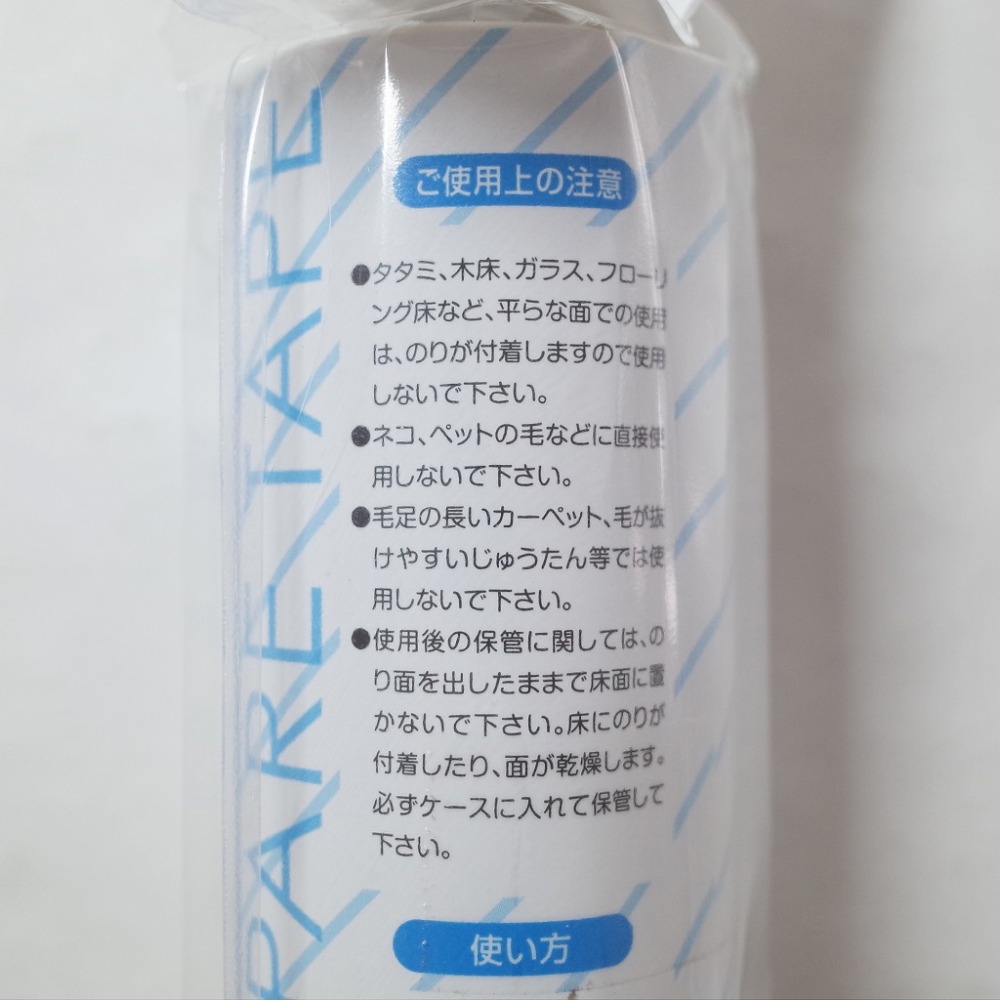 ご使用上の注意
●タタミ、木床、ガラス、フローリ
ング床など、平らな面での使用
は、のりが付着しますので使用
しないで下さい。
●ネコ、ペットの毛などに直接使
用しないで下さい。
●毛足の長いカーペット、毛が抜
けやすいじゅうたん等では使
用しないで下さい。
●使用後の保管に関しては、の
り面を出したままで床面に置
かないで下さい。床にのりが
付着したり、面が乾燥します。
必ずケースに入れて保管して
下さい。
使い方
PARE TAPE